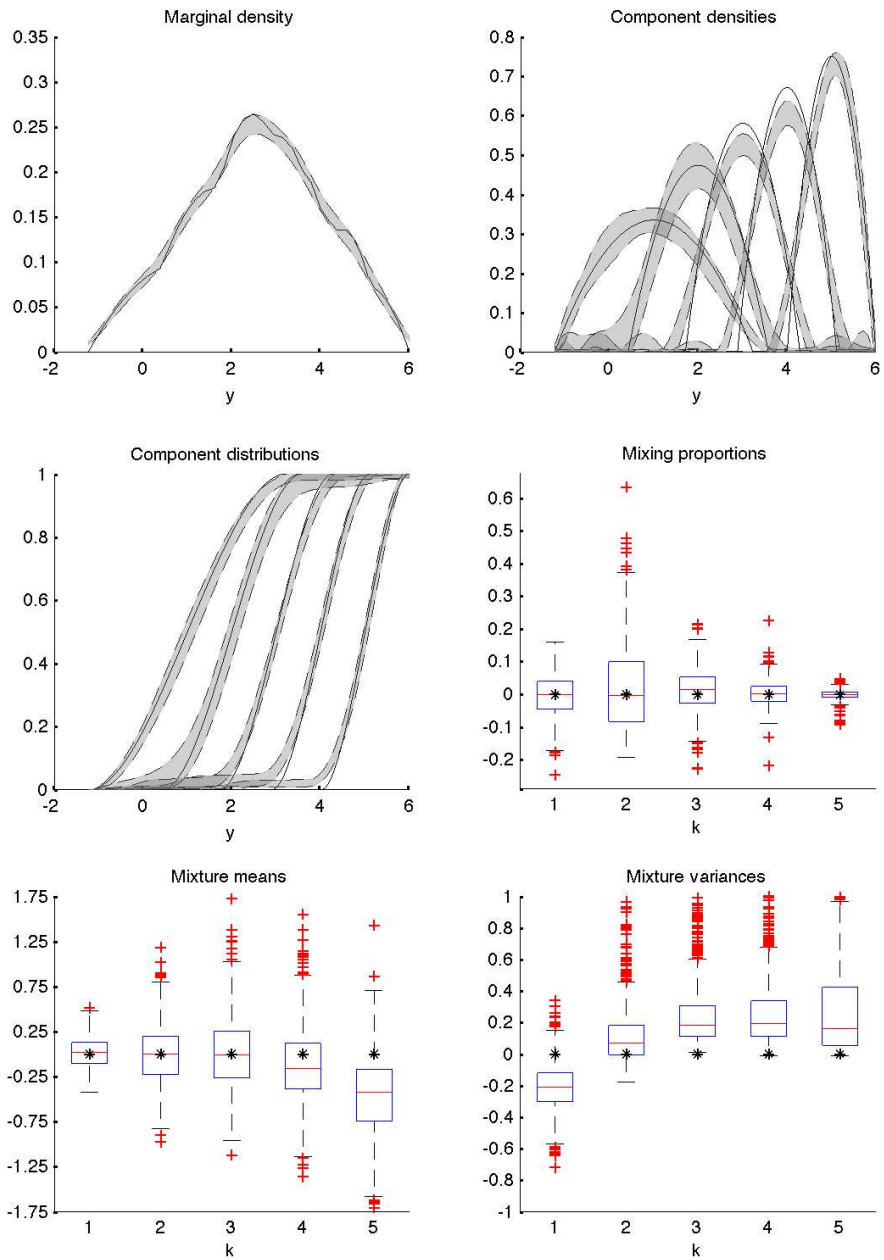 Marginal density
0.35
0.3
0.25
0.2
0.15
0.1
0.05
0
-2 0 2 4 6
y
Component densities
0.8
0.7
0.6
0.5
0.4
0.3
0.2
0.1
0
-2 0 2 4 6
y
Component distributions
1
0.8
0.6
0.4
0.2
0
-2 0 2 4 6
y
Mixing proportions
0.6
0.5
0.4
0.3
0.2
0.1
0
-0.1
-0.2
1 2 3 4 5
k
Mixture means
1.75
1.25
0.75
0.25
-0.25
-0.75
-1.25
-1.75
1 2 3 4 5
k
Mixture variances
1
0.8
0.6
0.4
0.2
0
-0.2
-0.4
-0.6
-0.8
-1
1 2 3 4 5
k